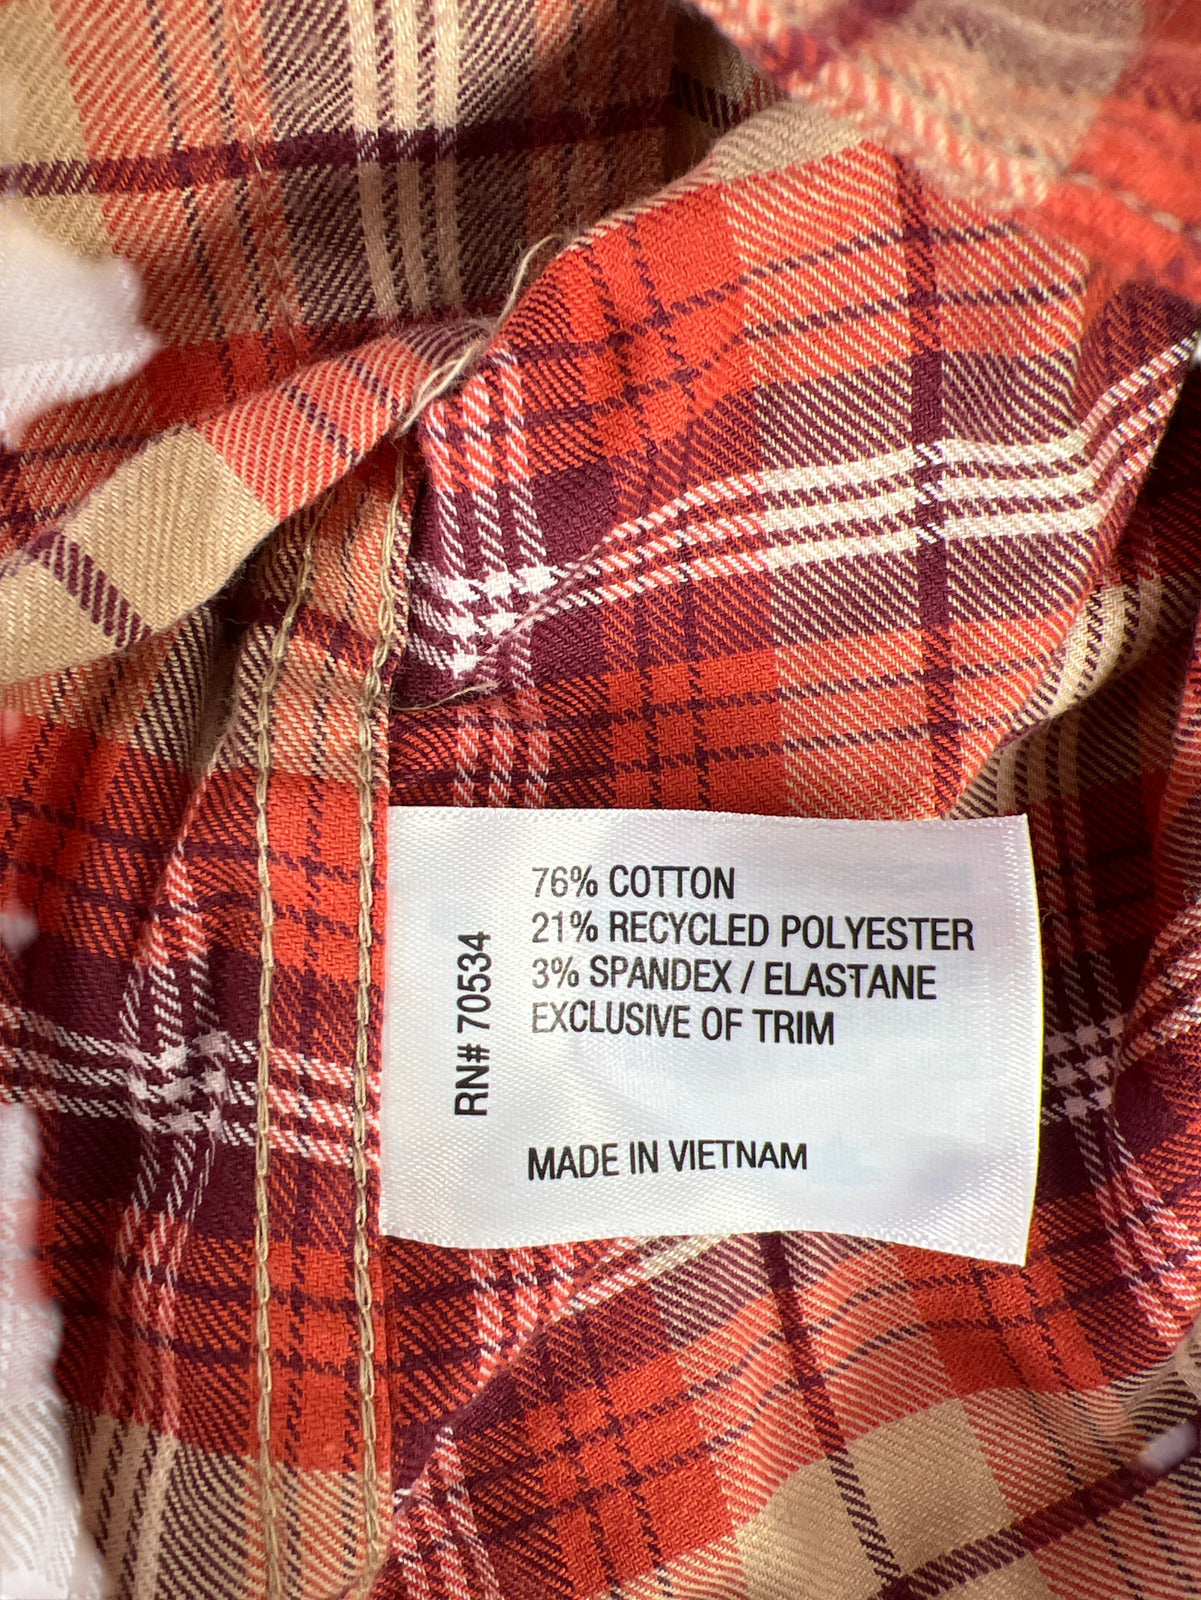 76% COTTON
21% RECYCLED POLYESTER
3% SPANDEX / ELASTANE
EXCLUSIVE OF TRIM
RN# 70534
MADE IN VIETNAM